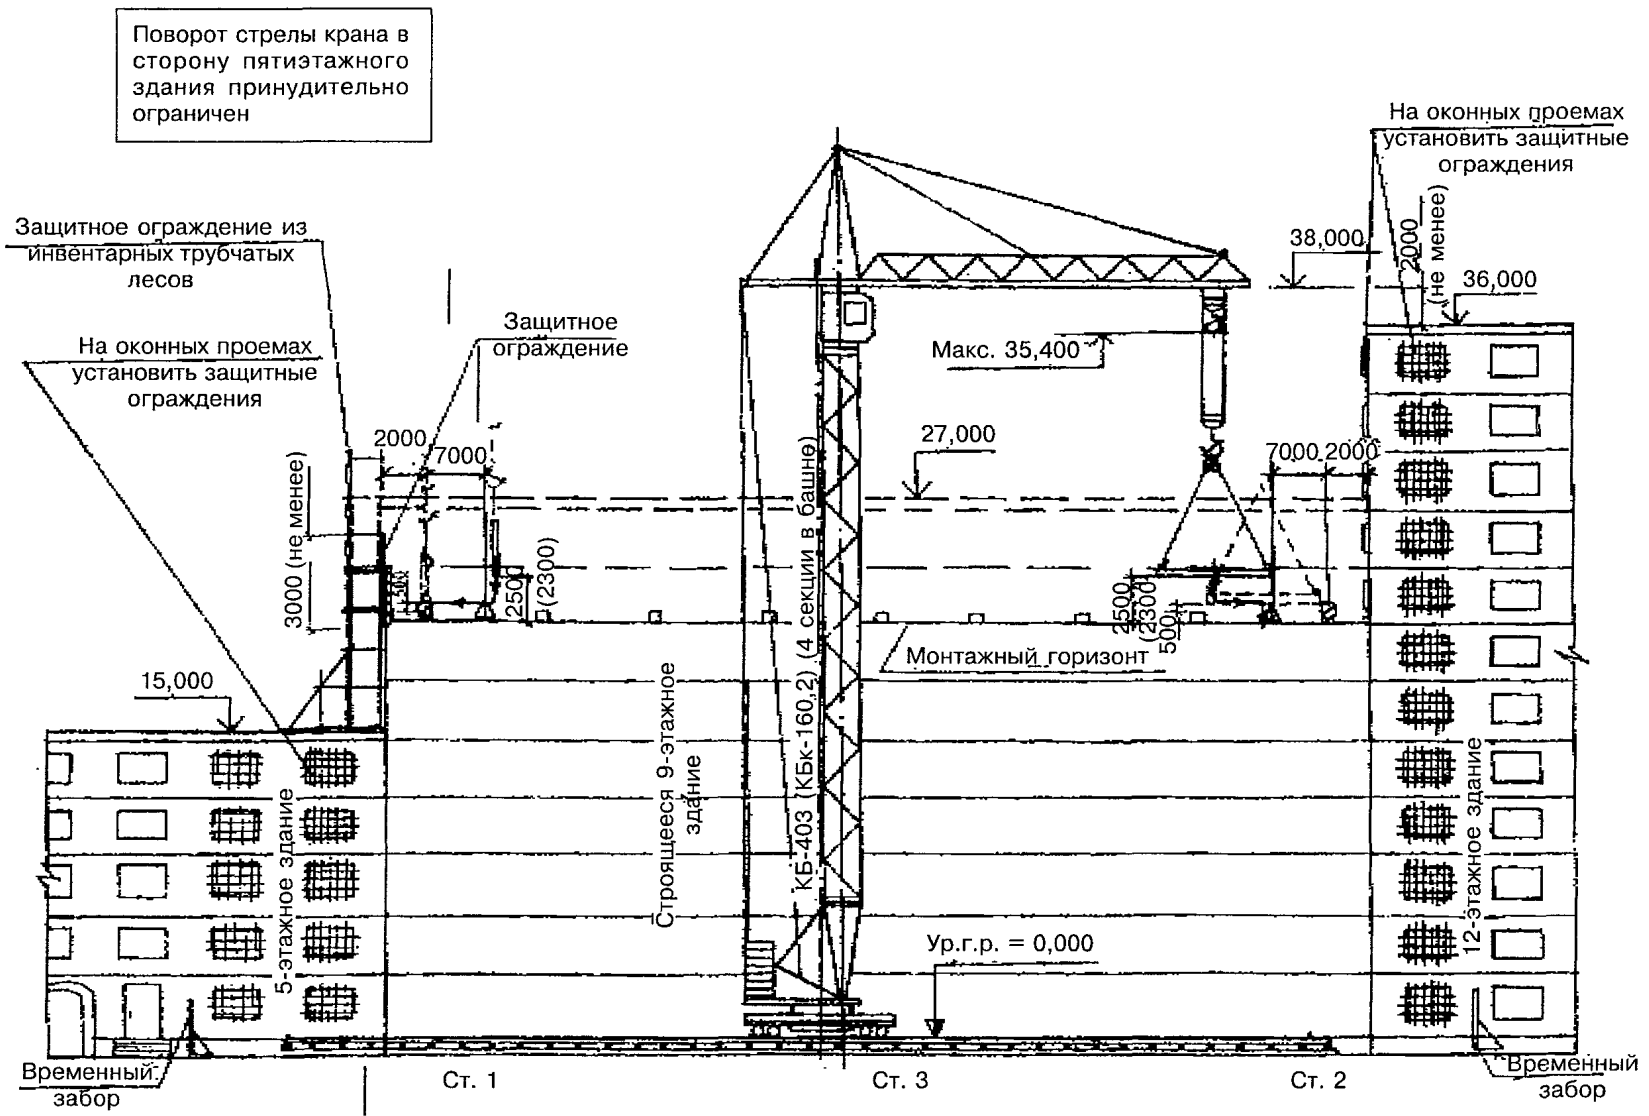 Поворот стрелы крана в
сторону пятиэтажного
здания принудительно
ограничен
На оконных проемах
установить защитные
ограждения
Защитное ограждение из
инвентарных трубчатых
лесов
38,000
2000
(не менее)
36,000
На оконных проемах
установить защитные
ограждения
Защитное
ограждение
Макс. 35,400
2000
7000
27,000
7000
2000
3000 (не менее)
500
2500
(2300)
2500
(2300)
500
Монтажный горизонт
15,000
Строящееся 9-этажное
здание
КБ-403 (КБк-160,2) (4 секции в башне)
5-этажное здание
12-этажное здание
Ур.г.р. = 0,000
Временный
забор
Ст. 1
Ст. 3
Ст. 2
Временный
забор